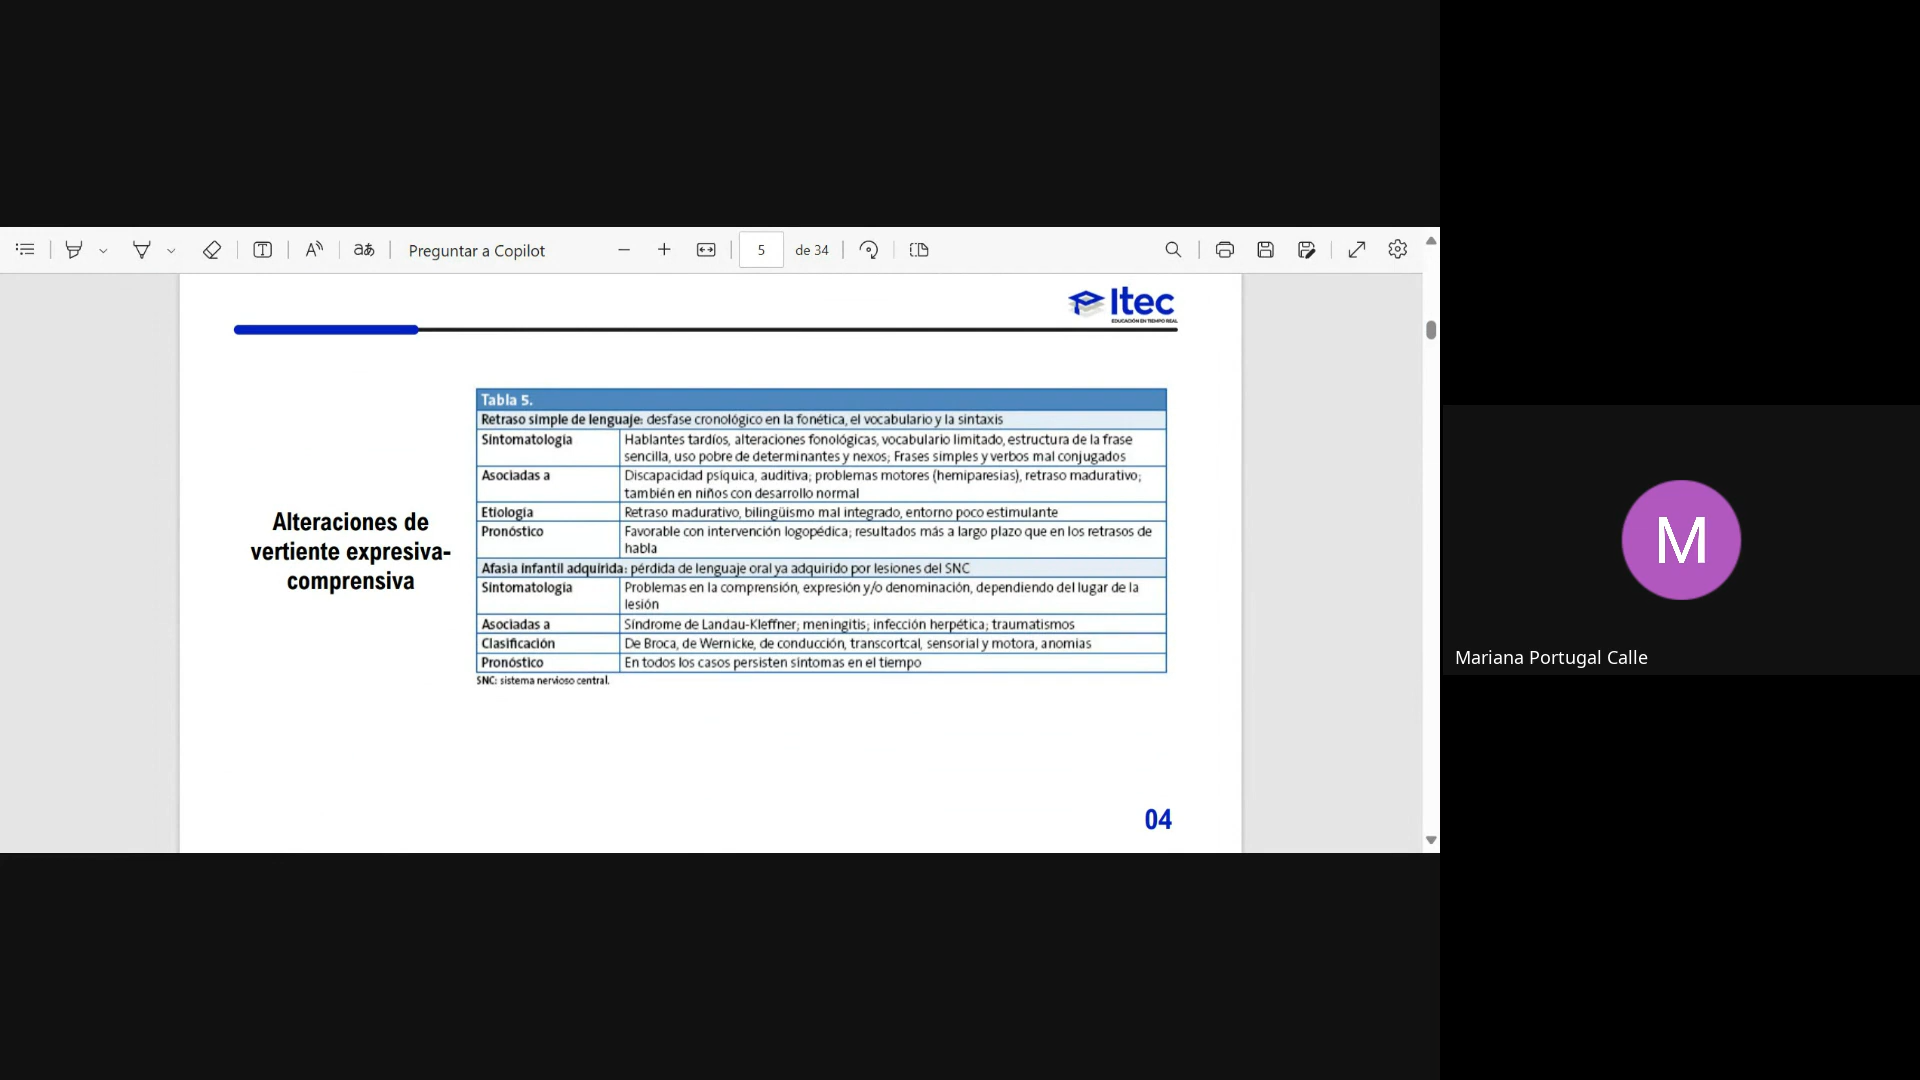 Preguntar a Copilot
5 de 34
Itec
EDUCACIÓN EN TIEMPO REAL
Alteraciones de
vertiente expresiva-
comprensiva
Tabla 5.
Retraso simple de lenguaje: desfase cronológico en la fonética, el vocabulario y la sintaxis
Sintomatología
Hablantes tardíos, alteraciones fonológicas, vocabulario limitado, estructura de la frase
sencilla, uso pobre de determinantes y nexos; Frases simples y verbos mal conjugados
Asociadas a
Discapacidad psíquica, auditiva; problemas motores (hemiparesias), retraso madurativo;
también en niños con desarrollo normal
Etiología
Retraso madurativo, bilingüismo mal integrado, entorno poco estimulante
Pronóstico
Favorable con intervención logopédica; resultados más a largo plazo que en los retrasos de
habla
Afasia infantil adquirida: pérdida de lenguaje oral ya adquirido por lesiones del SNC
Sintomatología
Problemas en la comprensión, expresión y/o denominación, dependiendo del lugar de la
lesión
Asociadas a
Síndrome de Landau-Kleffner; meningitis; infección herpética; traumatismos
Clasificación
De Broca, de Wernicke, de conducción, transcortcal, sensorial y motora, anomias
Pronóstico
En todos los casos persisten síntomas en el tiempo
SNC: sistema nervioso central.
04
M
Mariana Portugal Calle